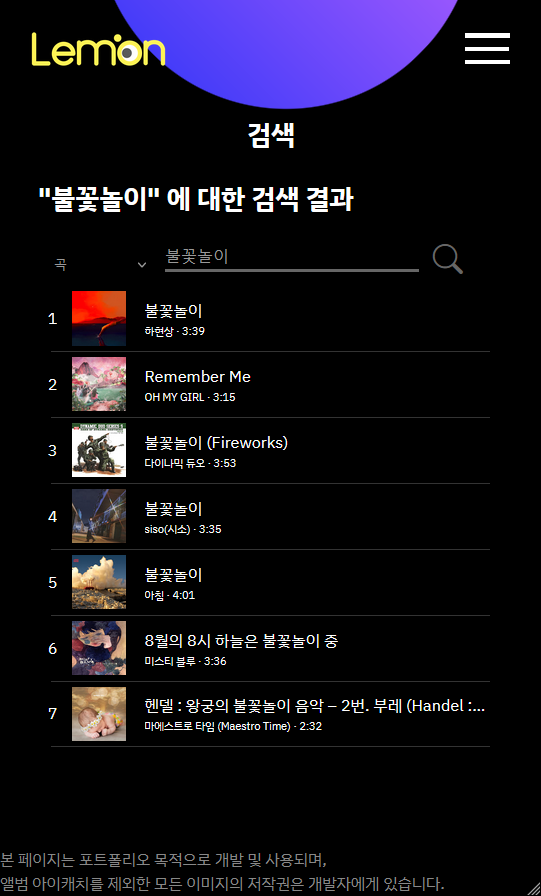 Lemon
검색
"불꽃놀이" 에 대한 검색 결과
곡
불꽃놀이
1
불꽃놀이
하현상 · 3:39
2
Remember Me
OH MY GIRL · 3:15
3
불꽃놀이 (Fireworks)
다이나믹 듀오 · 3:53
4
불꽃놀이
siso(시소) · 3:35
5
불꽃놀이
아침 · 4:01
6
8월의 8시 하늘은 불꽃놀이 중
미스티 블루 · 3:36
7
헨델 : 왕궁의 불꽃놀이 음악 – 2번. 부레 (Handel :...
마에스트로 타임 (Maestro Time) · 2:32
본 페이지는 포트폴리오 목적으로 개발 및 사용되며,
앨범 아이캐치를 제외한 모든 이미지의 저작권은 개발자에게 있습니다.